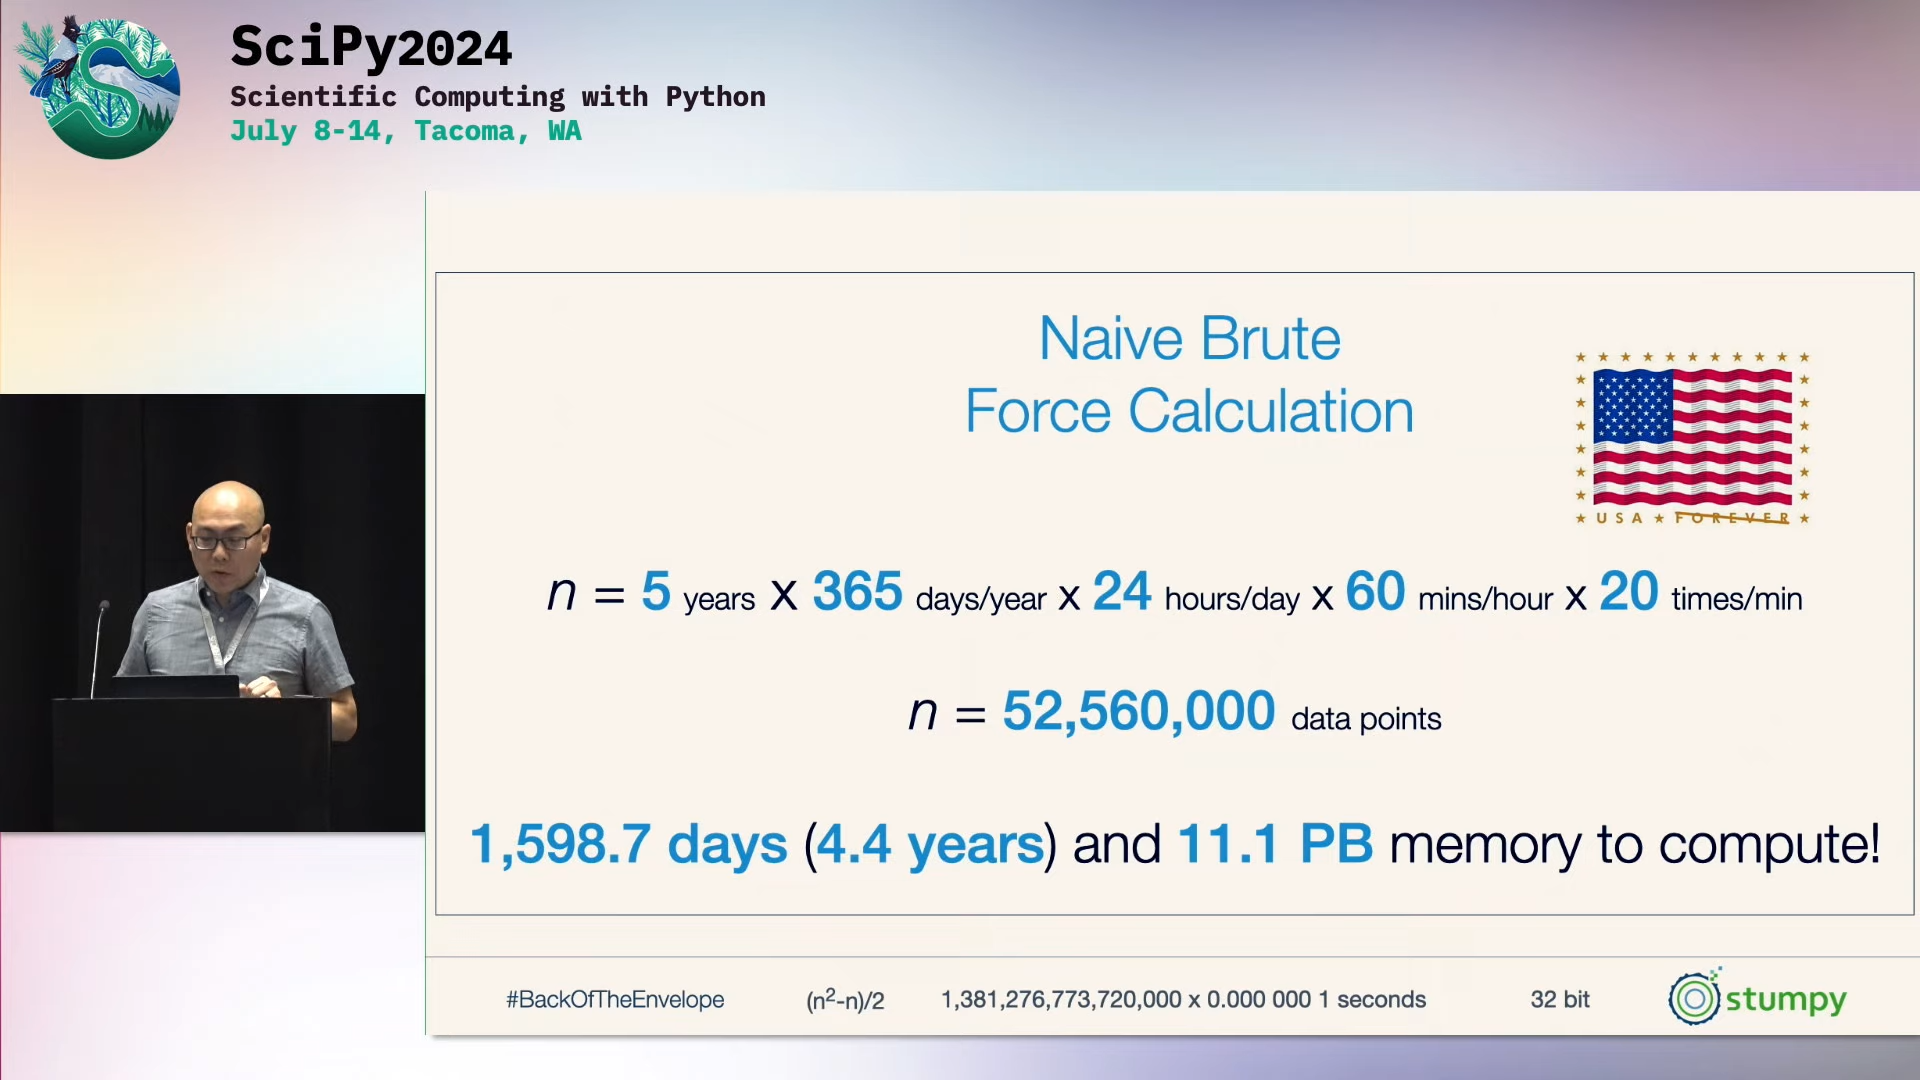 SciPy2024
Scientific Computing with Python
July 8-14, Tacoma, WA
Naive Brute
Force Calculation
USA ★ FOREVER
n = 5 years x 365 days/year x 24 hours/day x 60 mins/hour x 20 times/min
n = 52,560,000 data points
1,598.7 days (4.4 years) and 11.1 PB memory to compute!
#BackOfTheEnvelope (n²-n)/2 1,381,276,773,720,000 x 0.000 000 1 seconds 32 bit stumpy